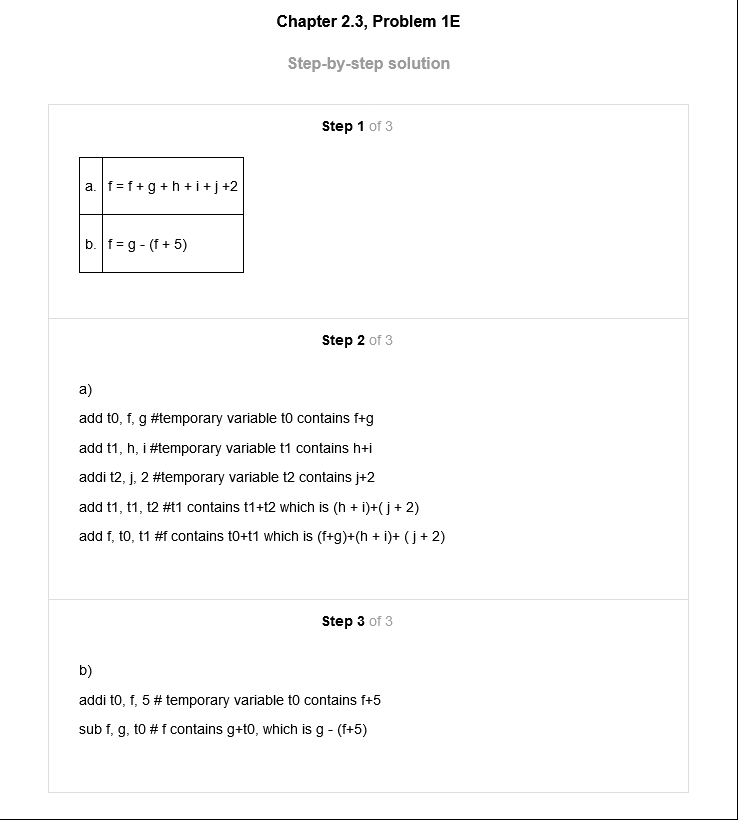 Chapter 2.3, Problem 1E
Step-by-step solution
Step 1 of 3
a. f = f + g + h + i + j +2
b. f = g - (f + 5)
Step 2 of 3
a)
add t0, f, g #temporary variable t0 contains f+g
add t1, h, i #temporary variable t1 contains h+i
addi t2, j, 2 #temporary variable t2 contains j+2
add t1, t1, t2 #t1 contains t1+t2 which is (h + i)+( j + 2)
add f, t0, t1 #f contains t0+t1 which is (f+g)+(h + i)+ ( j + 2)
Step 3 of 3
b)
addi t0, f, 5 # temporary variable t0 contains f+5
sub f, g, t0 # f contains g+t0, which is g - (f+5)